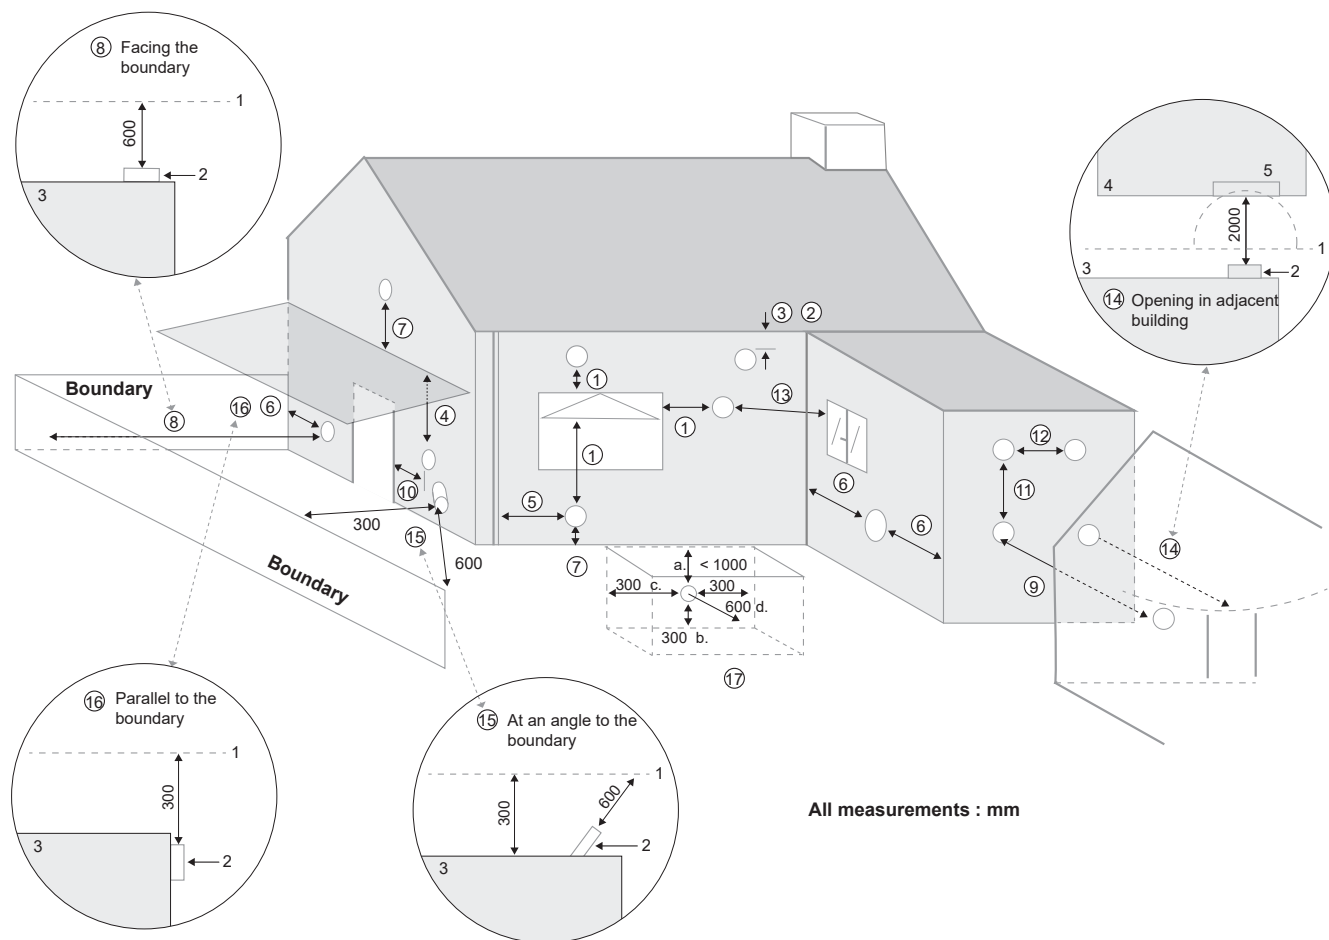 ⑧ Facing the
boundary
1
600
2
3
5
4
2000
1
3
2
⑭ Opening in adjacent
building
③ ②
⑦
Boundary
⑯ ⑥
⑧
①
①
⑬
④
①
⑩
⑤
300
⑮
600
⑦
Boundary
⑥
⑥
⑫
⑪
⑨
⑭
a. < 1000
300 c.
300
600 d.
300 b.
⑰
⑯ Parallel to the
boundary
1
300
3
2
⑮ At an angle to the
boundary
1
300
600
2
3
All measurements : mm